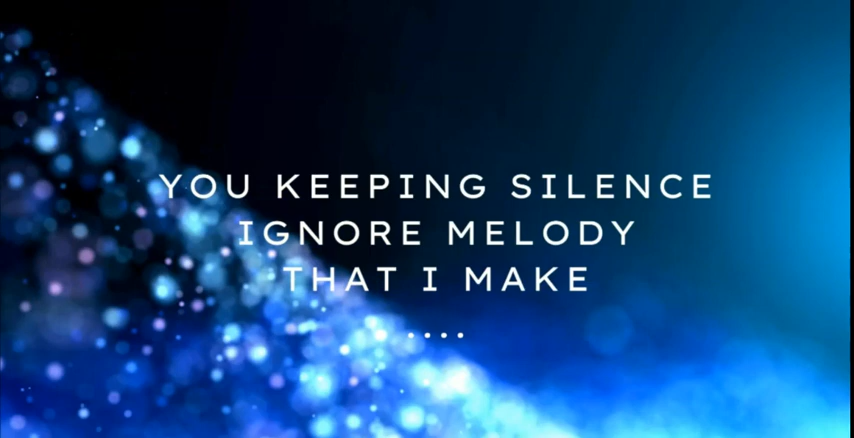 YOU KEEPING SILENCE
IGNORE MELODY
THAT I MAKE
....